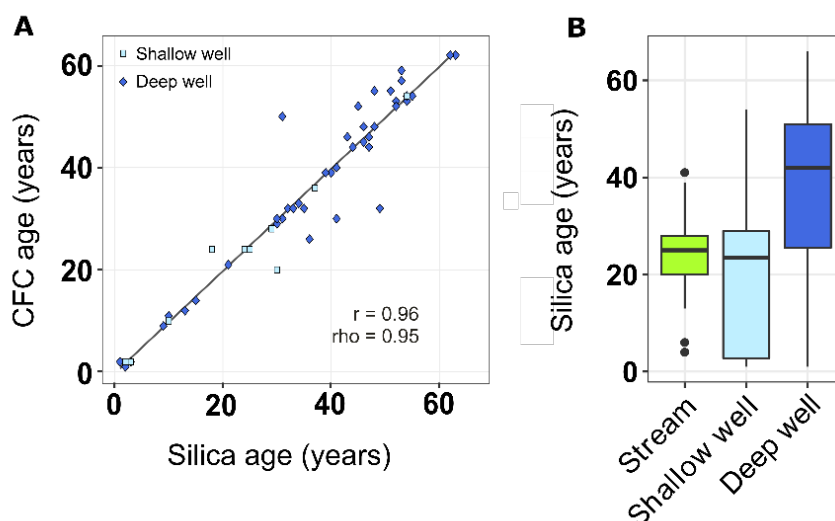 A
Shallow well
Deep well
60
40
20
0
CFC age (years)
r = 0.96
rho = 0.95
0 20 40 60
Silica age (years)
B
60
40
20
0
Silica age (years)
Stream
Shallow well
Deep well